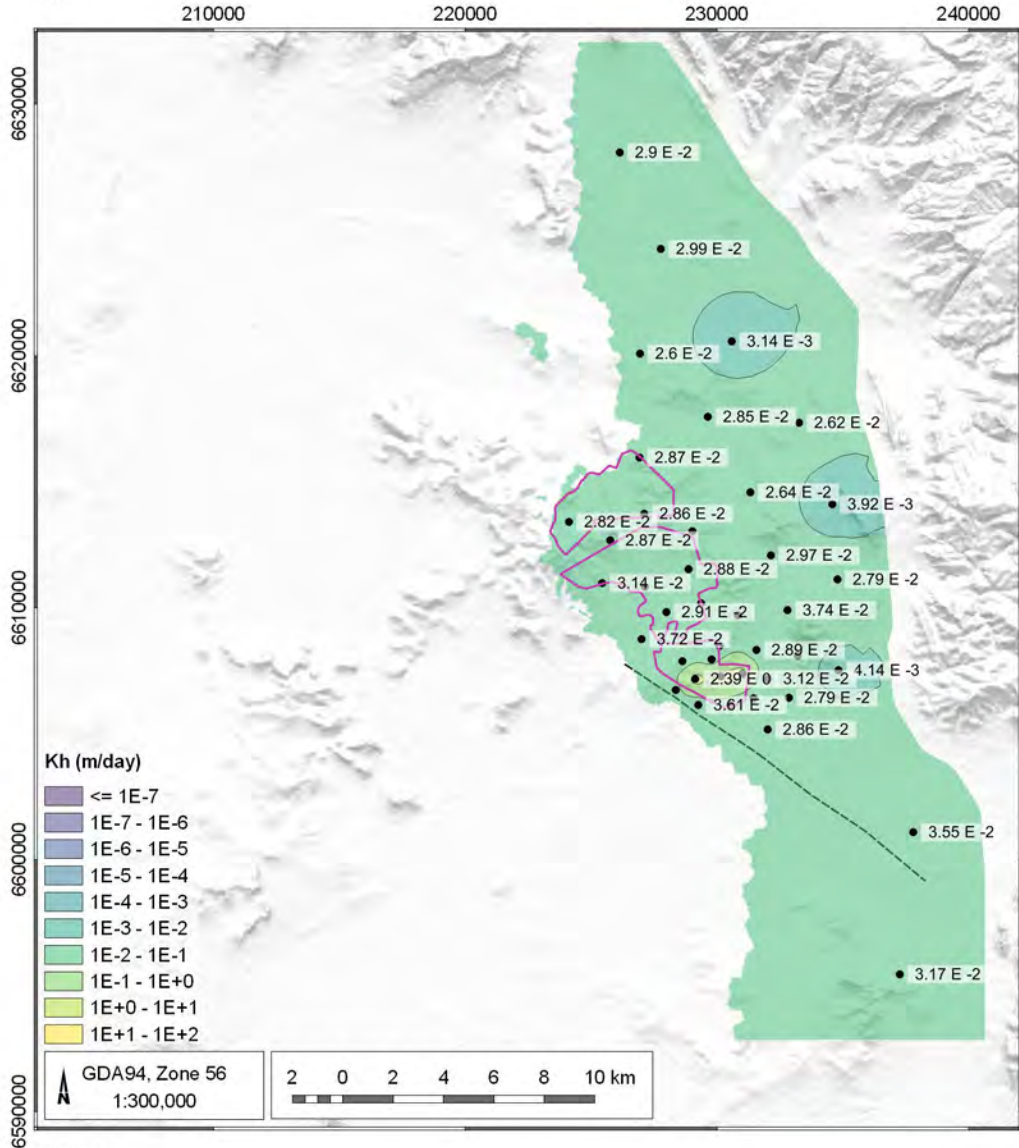 210000 220000 230000 240000
6630000
6620000
6610000
6600000
6590000
2.9 E -2
2.99 E -2
3.14 E -3
2.6 E -2
2.85 E -2
2.62 E -2
2.87 E -2
2.64 E -2
3.92 E -3
2.86 E -2
2.82 E -2
2.87 E -2
2.97 E -2
2.88 E -2
2.79 E -2
3.14 E -2
2.91 E -2
3.74 E -2
3.72 E -2
2.89 E -2
4.14 E -3
2.39 E 0
3.12 E -2
2.79 E -2
3.61 E -2
2.86 E -2
3.55 E -2
3.17 E -2
Kh (m/day)
<= 1E-7
1E-7 - 1E-6
1E-6 - 1E-5
1E-5 - 1E-4
1E-4 - 1E-3
1E-3 - 1E-2
1E-2 - 1E-1
1E-1 - 1E+0
1E+0 - 1E+1
1E+1 - 1E+2
N
GDA94, Zone 56
1:300,000
2 0 2 4 6 8 10 km